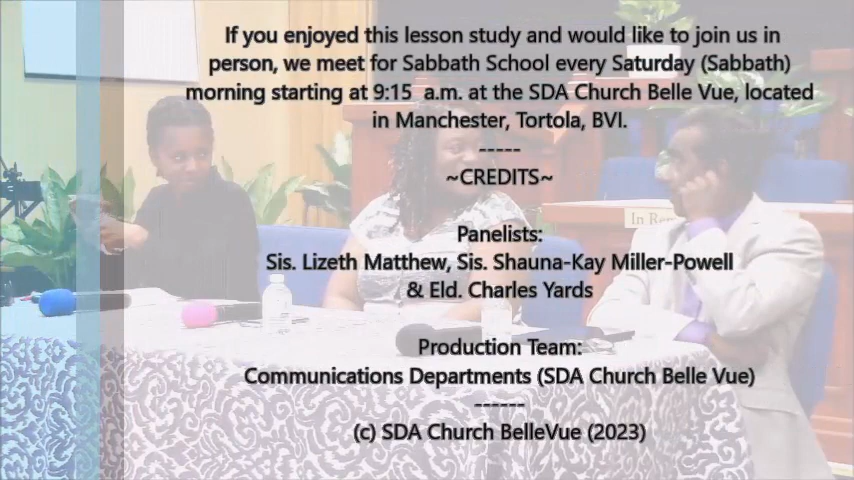 If you enjoyed this lesson study and would like to join us in
person, we meet for Sabbath School every Saturday (Sabbath)
morning starting at 9:15 a.m. at the SDA Church Belle Vue, located
in Manchester, Tortola, BVI.
-----
~CREDITS~
Panelists:
Sis. Lizeth Matthew, Sis. Shauna-Kay Miller-Powell
& Eld. Charles Yards
In
Production Team:
Communications Departments (SDA Church Belle Vue)
------
(c) SDA Church BelleVue (2023)